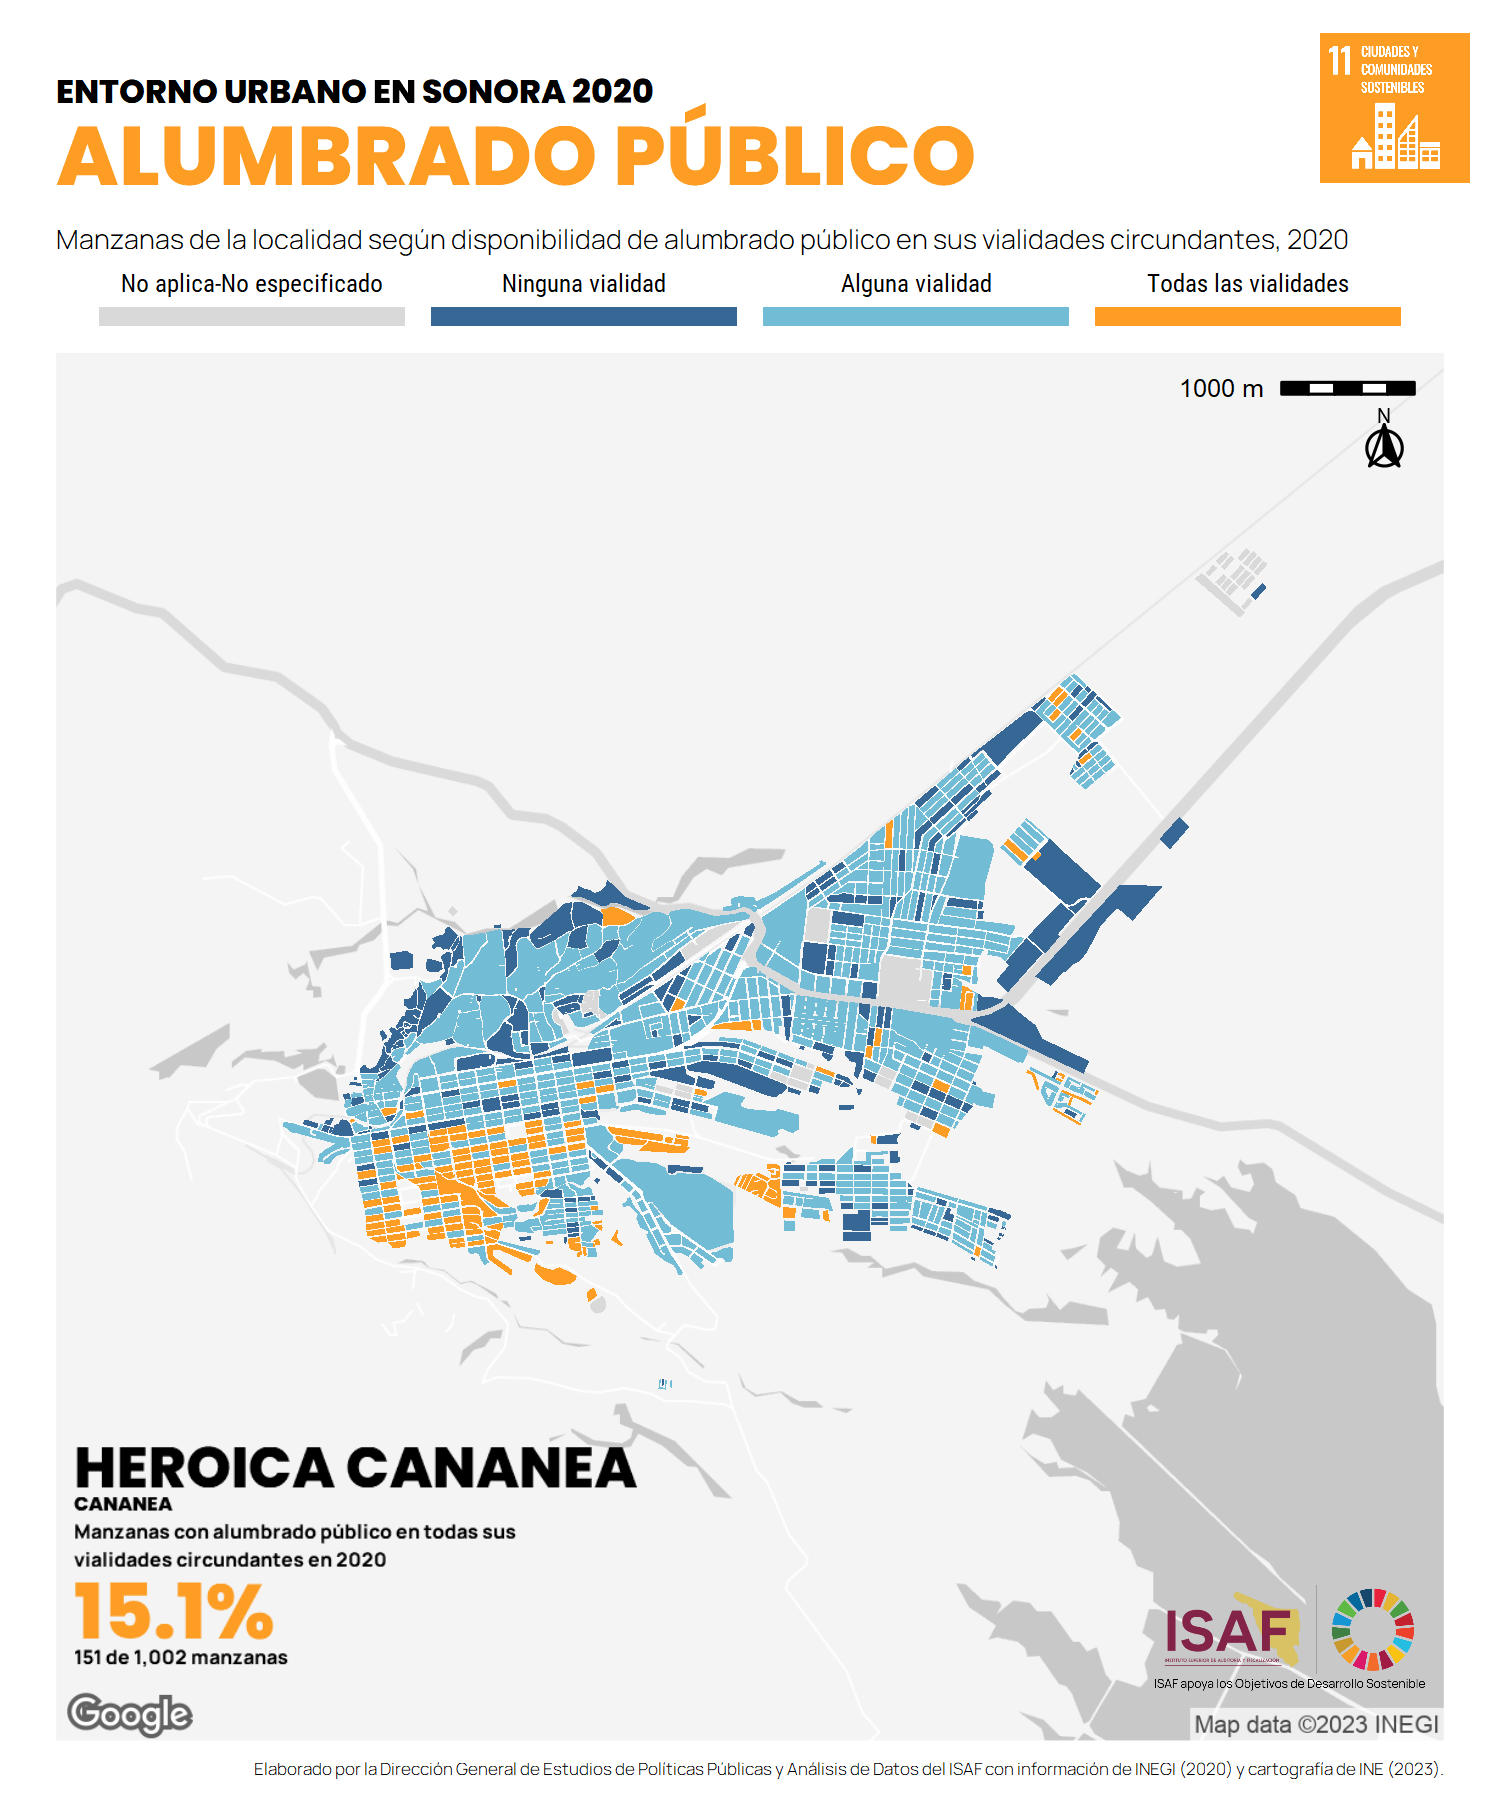 11 CIUDADES Y
COMUNIDADES
SOSTENIBLES
ENTORNO URBANO EN SONORA 2020
ALUMBRADO PÚBLICO
Manzanas de la localidad según disponibilidad de alumbrado público en sus vialidades circundantes, 2020
No aplica-No especificado
Ninguna vialidad
Alguna vialidad
Todas las vialidades
1000 m
N
HEROICA CANANEA
CANANEA
Manzanas con alumbrado público en todas sus
vialidades circundantes en 2020
15.1%
151 de 1,002 manzanas
Google
ISAF
INSTITUTO SUPERIOR DE AUDITORÍA Y FISCALIZACIÓN
ISAF apoya los Objetivos de Desarrollo Sostenible
Map data ©2023 INEGI
Elaborado por la Dirección General de Estudios de Políticas Públicas y Análisis de Datos del ISAF con información de INEGI (2020) y cartografía de INE (2023).